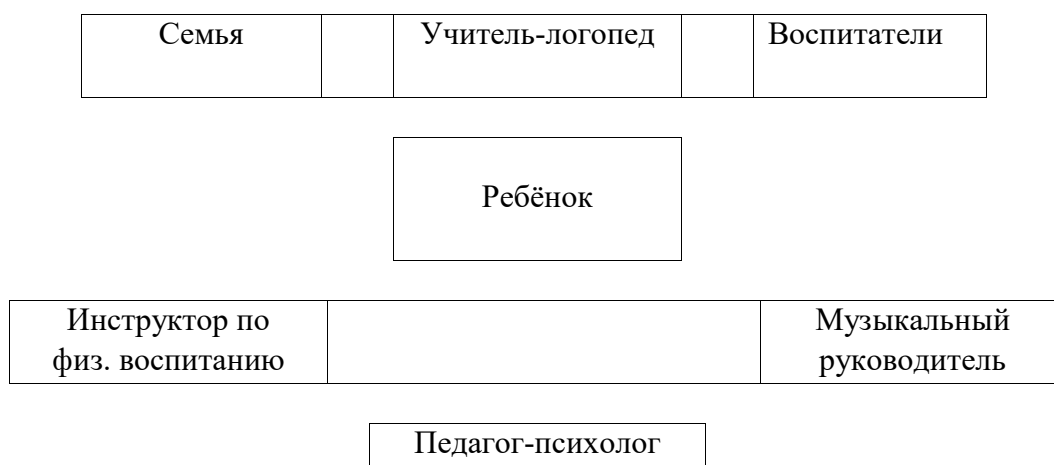 Семья Учитель-логопед Воспитатели
Ребёнок
Инструктор по Музыкальный
физ. воспитанию руководитель
Педагог-психолог